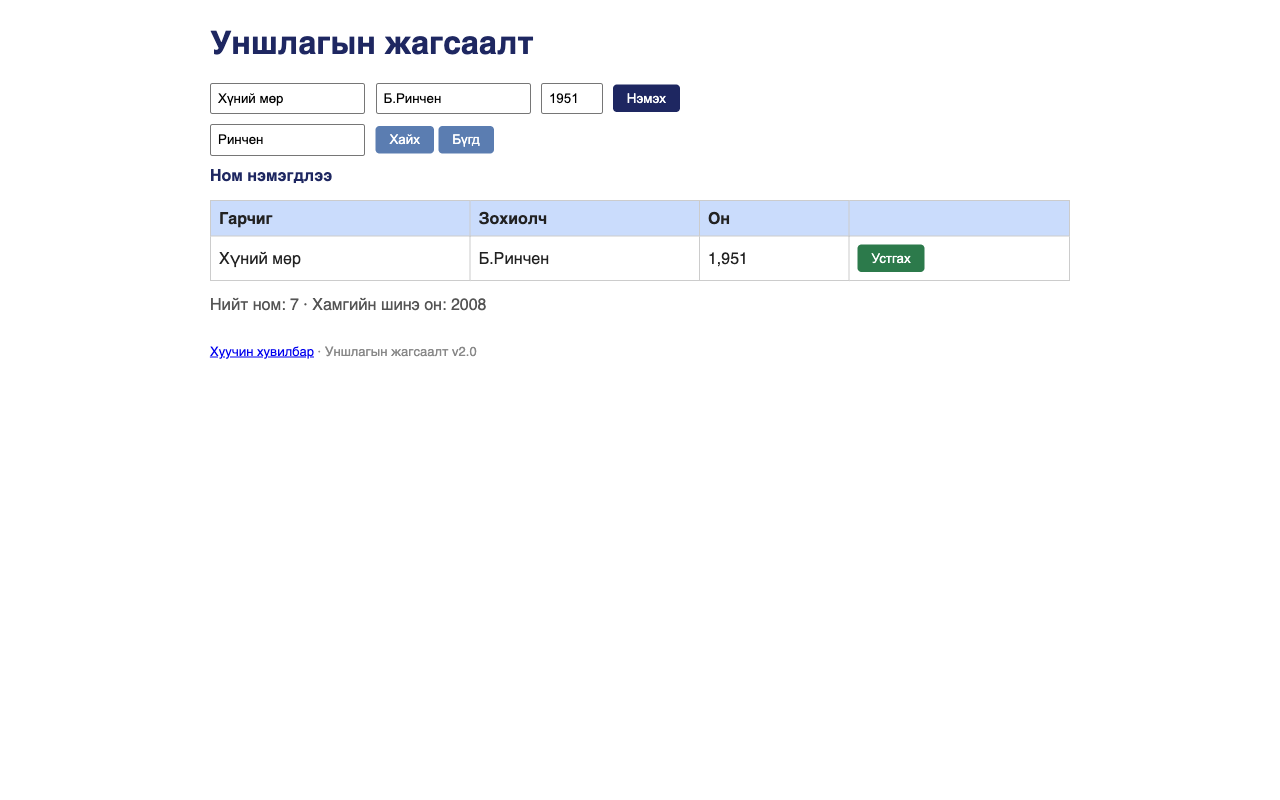 Уншлагын жагсаалт
Хүний мөр Б.Ринчен 1951 Нэмэх
Ринчен Хайх Бүгд
Ном нэмэгдлээ
Гарчиг Зохиолч Он
Хүний мөр Б.Ринчен 1,951 Устгах
Нийт ном: 7 · Хамгийн шинэ он: 2008
Хуучин хувилбар · Уншлагын жагсаалт v2.0